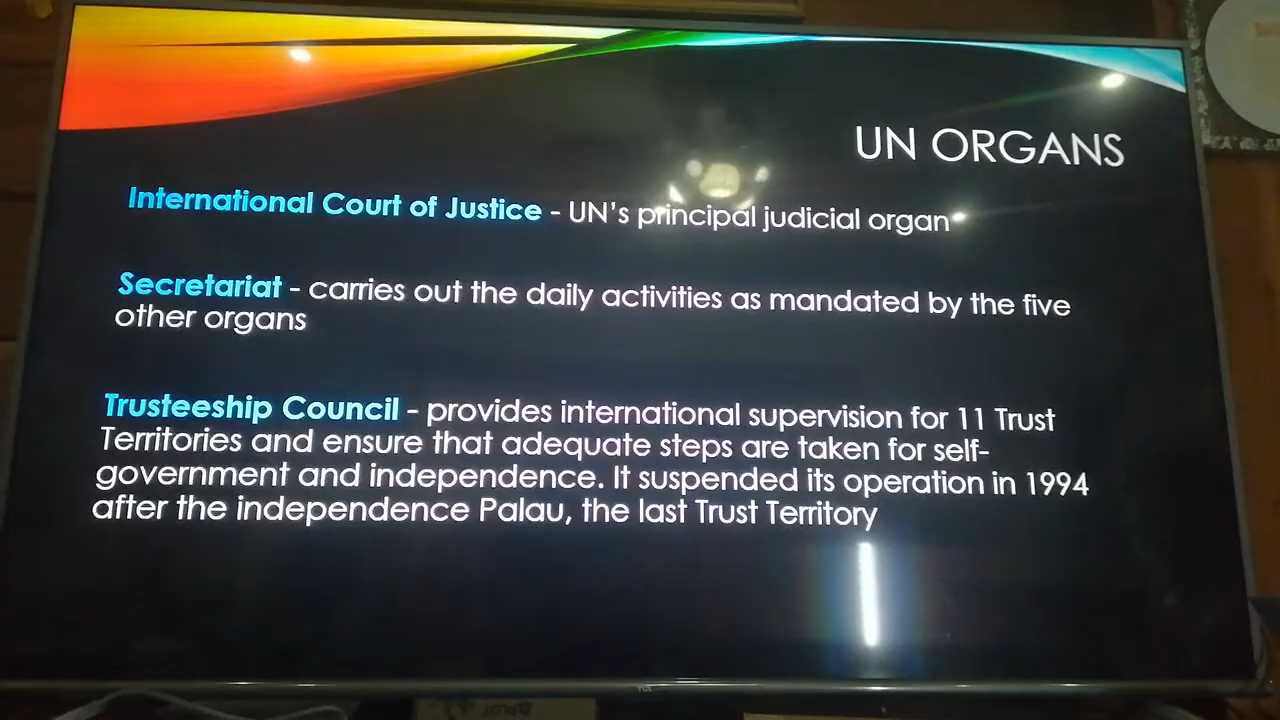 UN ORGANS
International Court of Justice - UN's principal judicial organ
Secretariat - carries out the daily activities as mandated by the five
other organs
Trusteeship Council - provides international supervision for 11 Trust
Territories and ensure that adequate steps are taken for self-
government and independence. It suspended its operation in 1994
after the independence Palau, the last Trust Territory
TCL